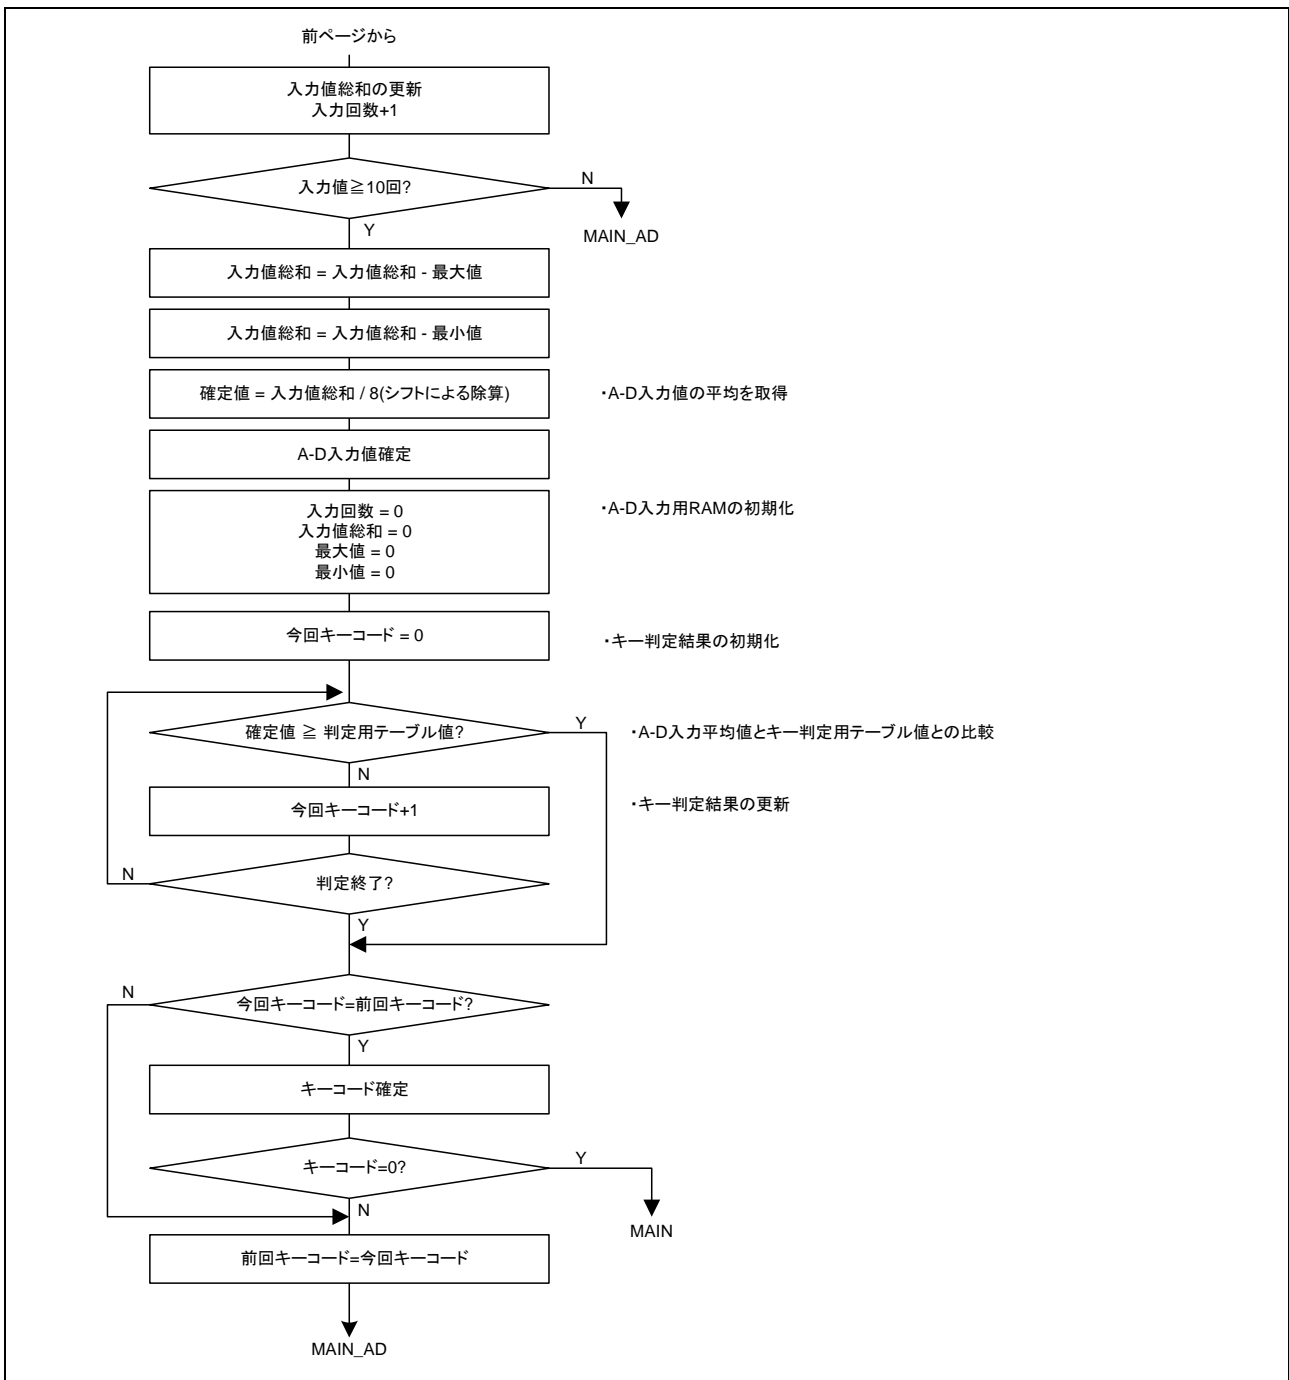 前ページから
入力値総和の更新
入力回数+1
入力値≧10回?
N
MAIN_AD
Y
入力値総和 = 入力値総和 - 最大値
入力値総和 = 入力値総和 - 最小値
確定値 = 入力値総和 / 8(シフトによる除算)
・A-D入力値の平均を取得
A-D入力値確定
入力回数 = 0
入力値総和 = 0
最大値 = 0
最小値 = 0
・A-D入力用RAMの初期化
今回キーコード = 0
・キー判定結果の初期化
確定値 ≧ 判定用テーブル値?
Y
・A-D入力平均値とキー判定用テーブル値との比較
N
今回キーコード+1
・キー判定結果の更新
N
判定終了?
Y
N
今回キーコード=前回キーコード?
Y
キーコード確定
キーコード=0?
Y
N
MAIN
前回キーコード=今回キーコード
MAIN_AD